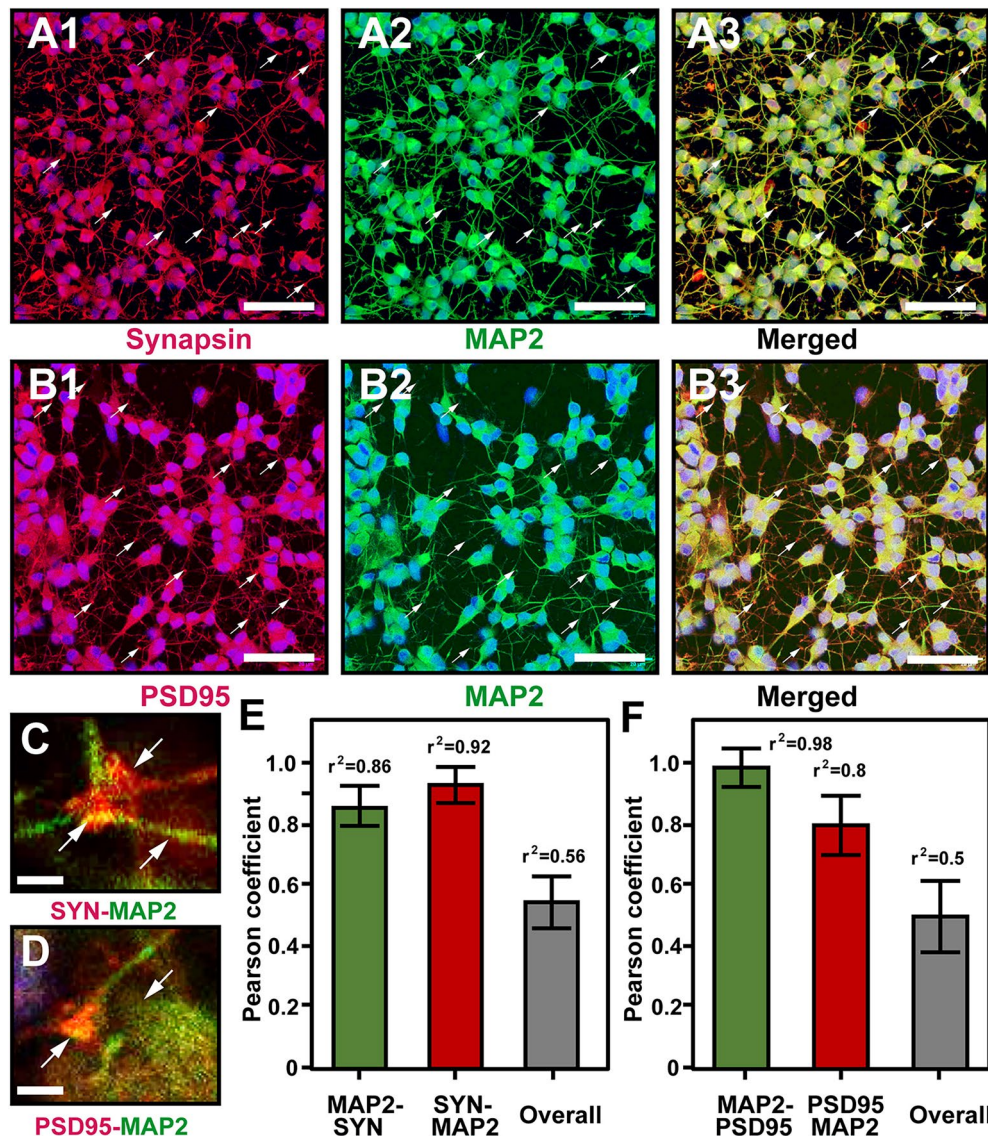 A1
A2
A3
Synapsin
MAP2
Merged
B1
B2
B3
PSD95
MAP2
Merged
C
SYN-MAP2
D
PSD95-MAP2
E
Pearson coefficient
1.0
0.8
0.6
0.4
0.2
0
r²=0.86
r²=0.92
r²=0.56
MAP2-
SYN
SYN-
MAP2
Overall
F
Pearson coefficient
1.0
0.8
0.6
0.4
0.2
0
r²=0.98
r²=0.8
r²=0.5
MAP2-
PSD95
PSD95
MAP2
Overall